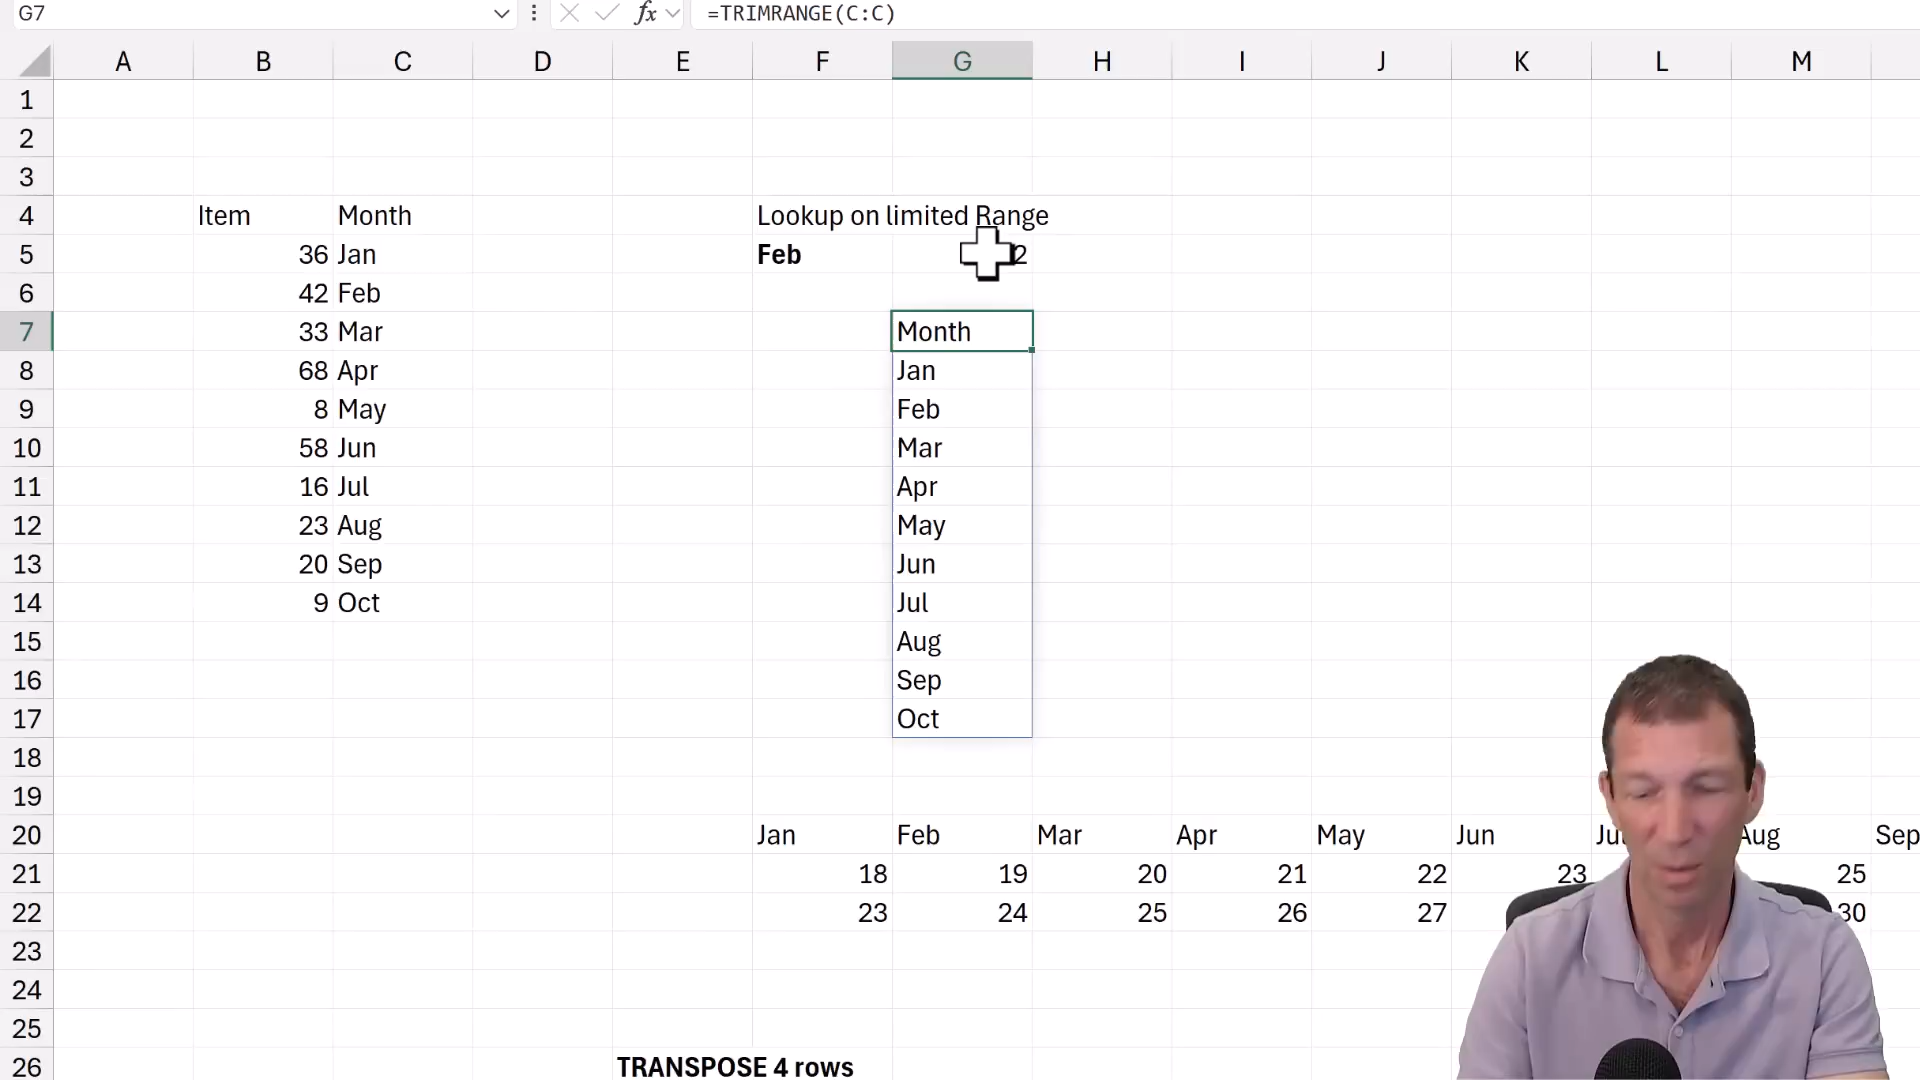 G7 fx =TRIMRANGE(C:C)
A B C D E F G H I J K L M
1
2
3
4 Item Month Lookup on limited Range
5 36 Jan Feb 2
6 42 Feb
7 33 Mar Month
8 68 Apr Jan
9 8 May Feb
10 58 Jun Mar
11 16 Jul Apr
12 23 Aug May
13 20 Sep Jun
14 9 Oct Jul
15 Aug
16 Sep
17 Oct
18
19
20 Jan Feb Mar Apr May Jun Aug Sep
21 18 19 20 21 22 23 25
22 23 24 25 26 27 30
23
24
25
26 TRANSPOSE 4 rows